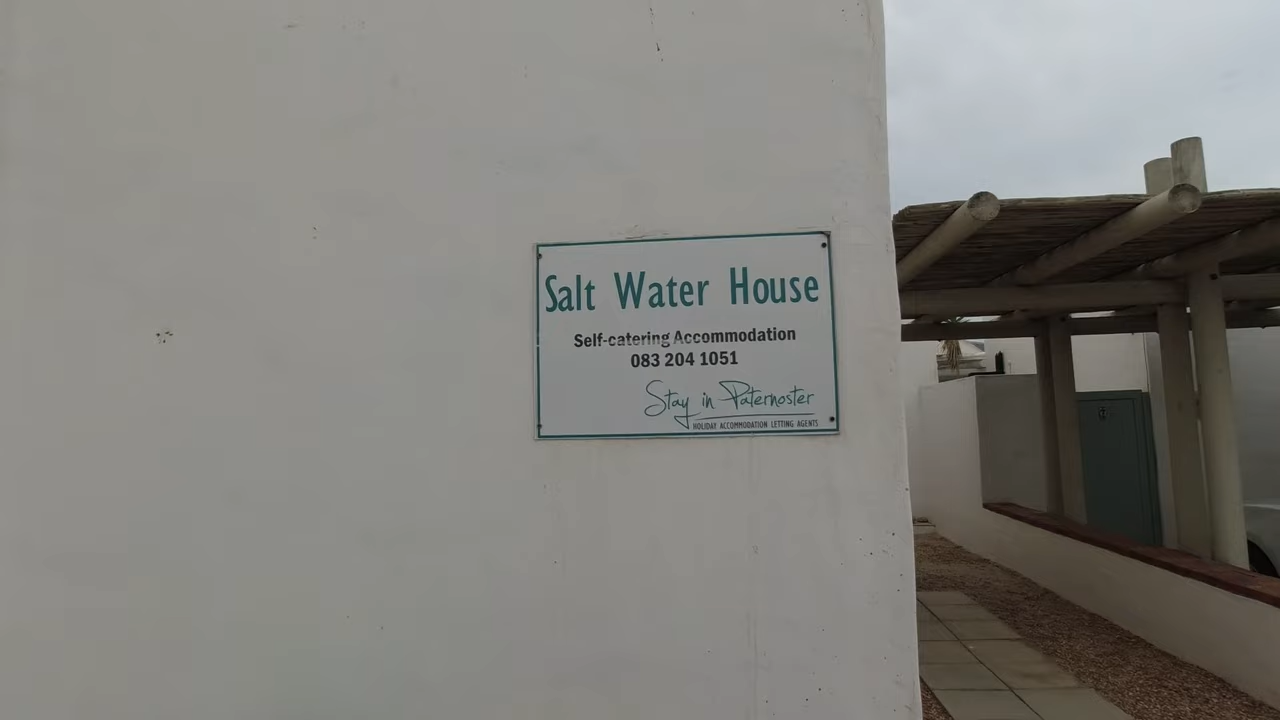 Salt Water House
Self-catering Accommodation
083 204 1051
Stay in Paternoster
HOLIDAY ACCOMMODATION LETTING AGENTS